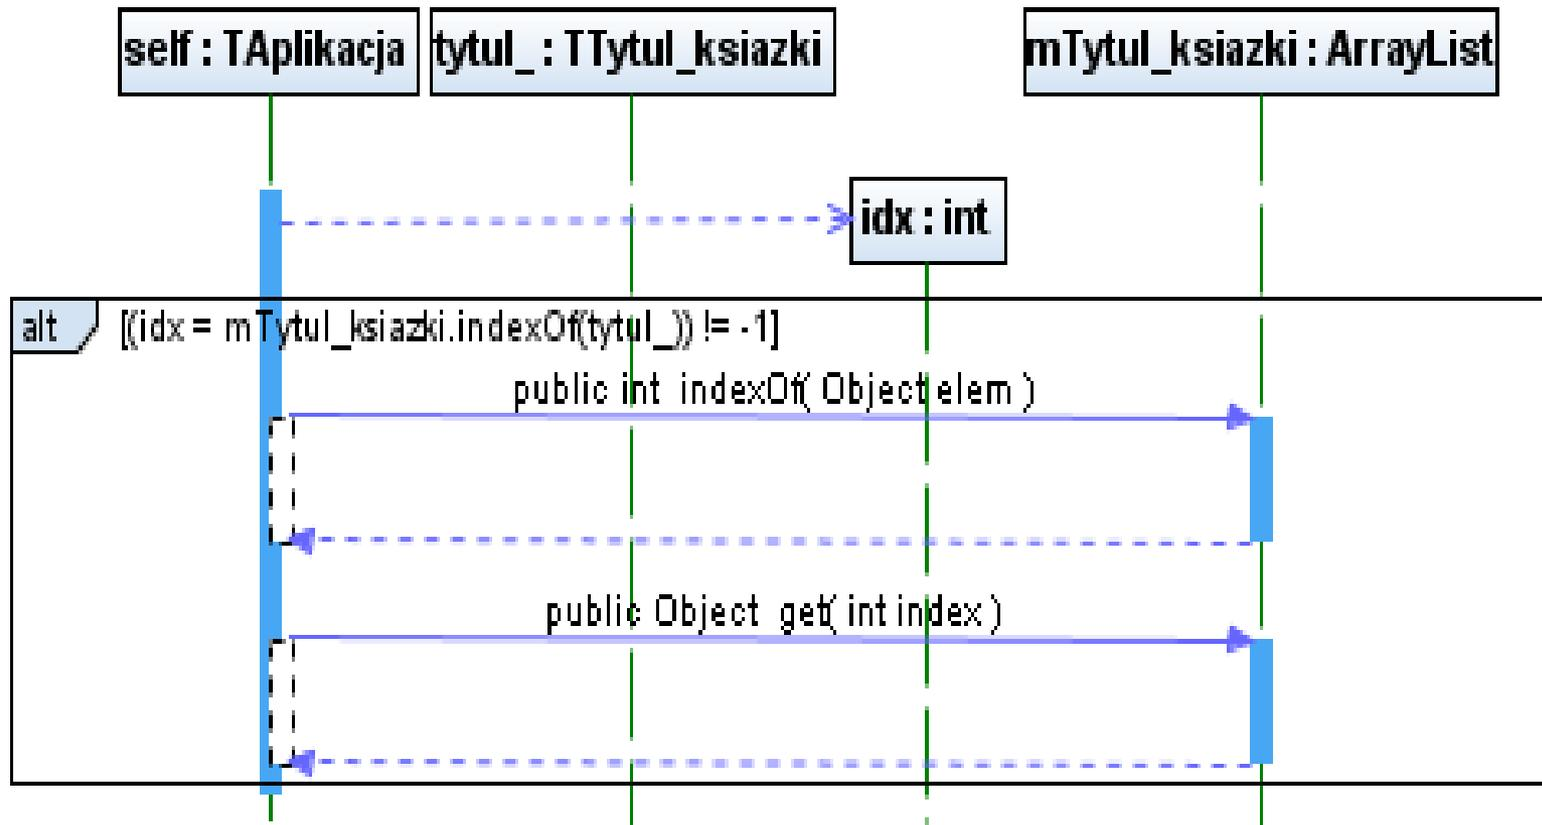 self : TAplikacja
tytul_ : TTytul_ksiazki
mTytul_ksiazki : ArrayList
idx : int
alt
[(idx = mTytul_ksiazki.indexOf(tytul_)) != -1]
public int indexOf( Object elem )
public Object get( int index )